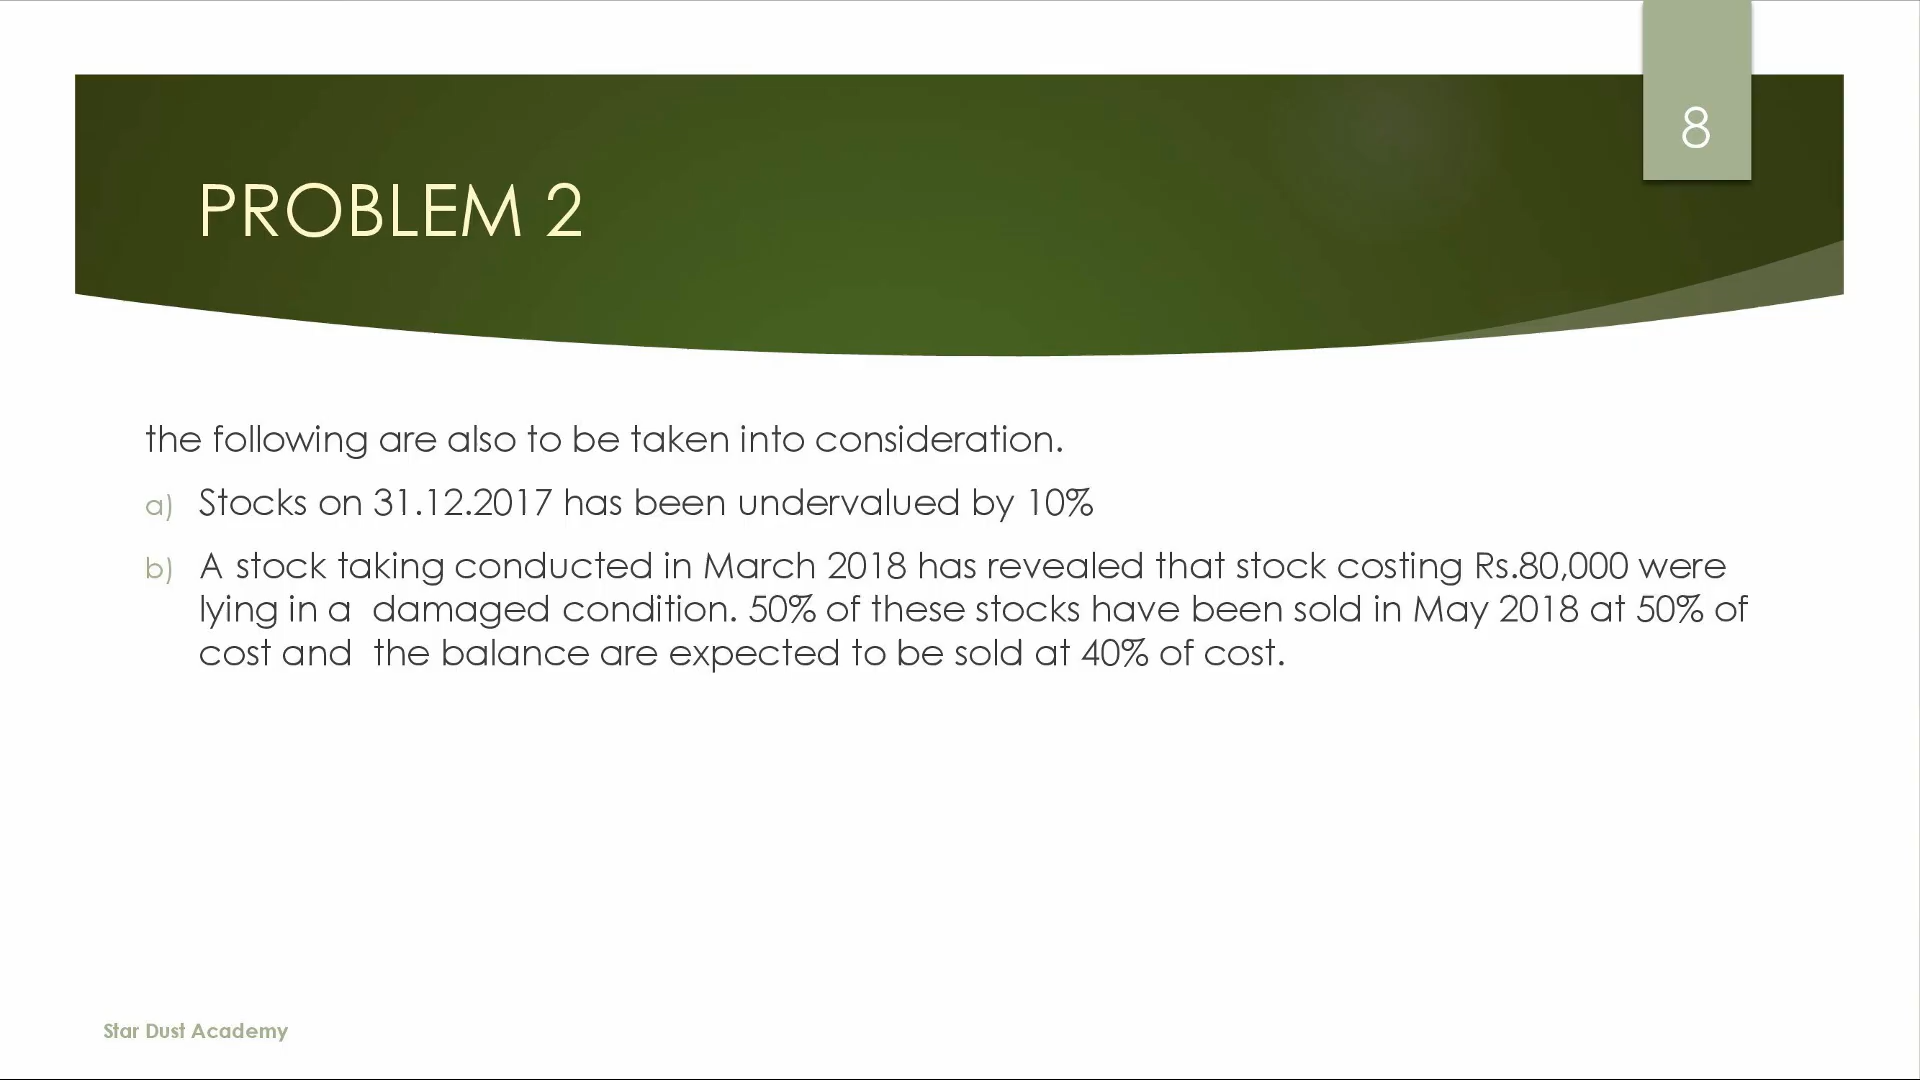 8
PROBLEM 2
the following are also to be taken into consideration.
a) Stocks on 31.12.2017 has been undervalued by 10%
b) A stock taking conducted in March 2018 has revealed that stock costing Rs.80,000 were
lying in a damaged condition. 50% of these stocks have been sold in May 2018 at 50% of
cost and the balance are expected to be sold at 40% of cost.
Star Dust Academy